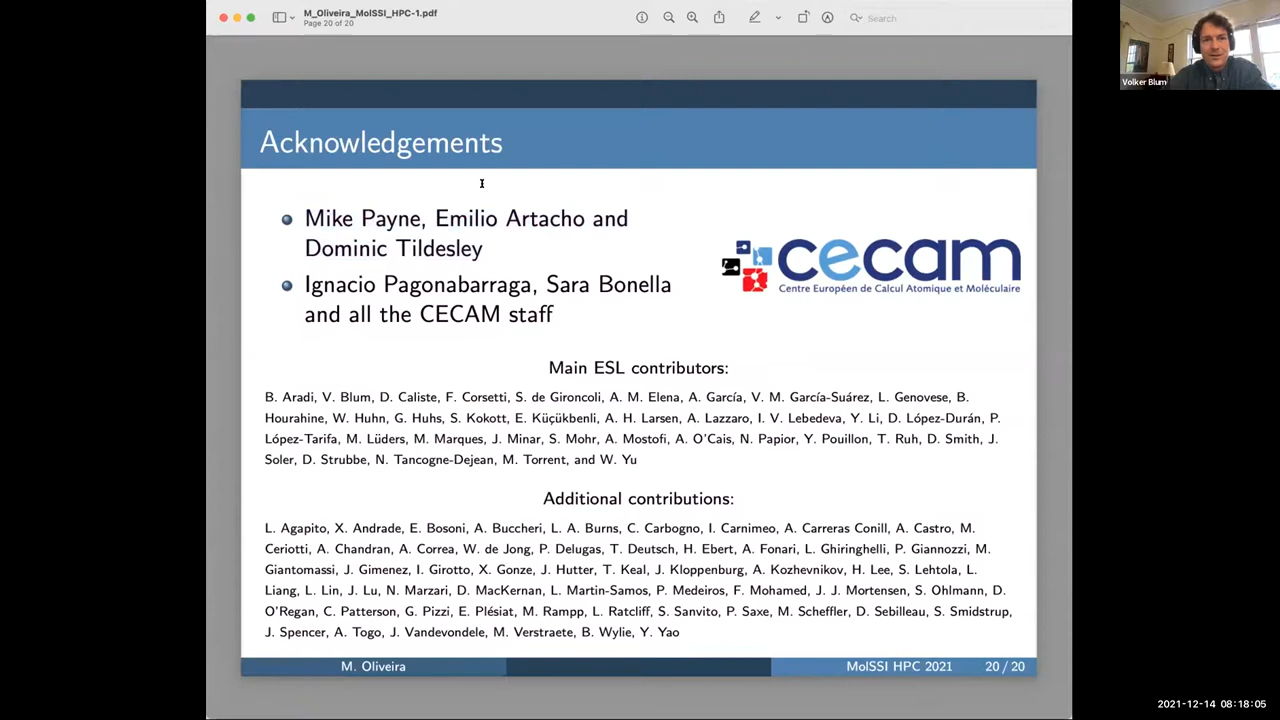 M_Oliveira_MolSSI_HPC-1.pdf
Page 20 of 20
Search
Volker Blum
Acknowledgements
Mike Payne, Emilio Artacho and
Dominic Tildesley
Ignacio Pagonabarraga, Sara Bonella
and all the CECAM staff
cecam
Centre Européen de Calcul Atomique et Moléculaire
Main ESL contributors:
B. Aradi, V. Blum, D. Caliste, F. Corsetti, S. de Gironcoli, A. M. Elena, A. García, V. M. García-Suárez, L. Genovese, B.
Hourahine, W. Huhn, G. Huhs, S. Kokott, E. Küçükbenli, A. H. Larsen, A. Lazzaro, I. V. Lebedeva, Y. Li, D. López-Durán, P.
López-Tarifa, M. Lüders, M. Marques, J. Minar, S. Mohr, A. Mostofi, A. O'Cais, N. Papior, Y. Pouillon, T. Ruh, D. Smith, J.
Soler, D. Strubbe, N. Tancogne-Dejean, M. Torrent, and W. Yu
Additional contributions:
L. Agapito, X. Andrade, E. Bosoni, A. Buccheri, L. A. Burns, C. Carbogno, I. Carnimeo, A. Carreras Conill, A. Castro, M.
Ceriotti, A. Chandran, A. Correa, W. de Jong, P. Delugas, T. Deutsch, H. Ebert, A. Fonari, L. Ghiringhelli, P. Giannozzi, M.
Giantomassi, J. Gimenez, I. Girotto, X. Gonze, J. Hutter, T. Keal, J. Kloppenburg, A. Kozhevnikov, H. Lee, S. Lehtola, L.
Liang, L. Lin, J. Lu, N. Marzari, D. MacKernan, L. Martin-Samos, P. Medeiros, F. Mohamed, J. J. Mortensen, S. Ohlmann, D.
O'Regan, C. Patterson, G. Pizzi, E. Plésiat, M. Rampp, L. Ratcliff, S. Sanvito, P. Saxe, M. Scheffler, D. Sebilleau, S. Smidstrup,
J. Spencer, A. Togo, J. Vandevondele, M. Verstraete, B. Wylie, Y. Yao
M. Oliveira
MolSSI HPC 2021
20 / 20
2021-12-14 08:18:05